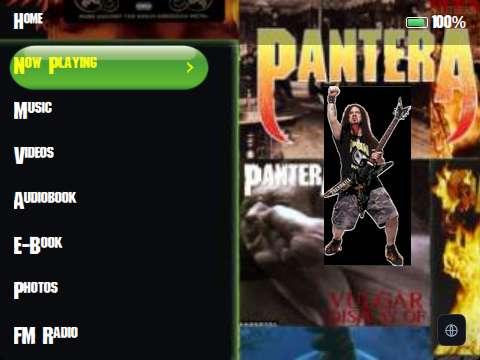 Home
100%
Now Playing
Music
Videos
Audiobook
E-Book
Photos
FM Radio
PANTERA
PANTERA
VULGAR
DISPLAY OF